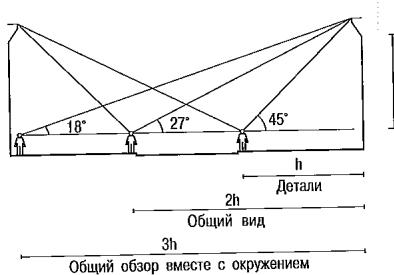 18° 27° 45°
h
Детали
2h
Общий вид
3h
Общий обзор вместе с окружением